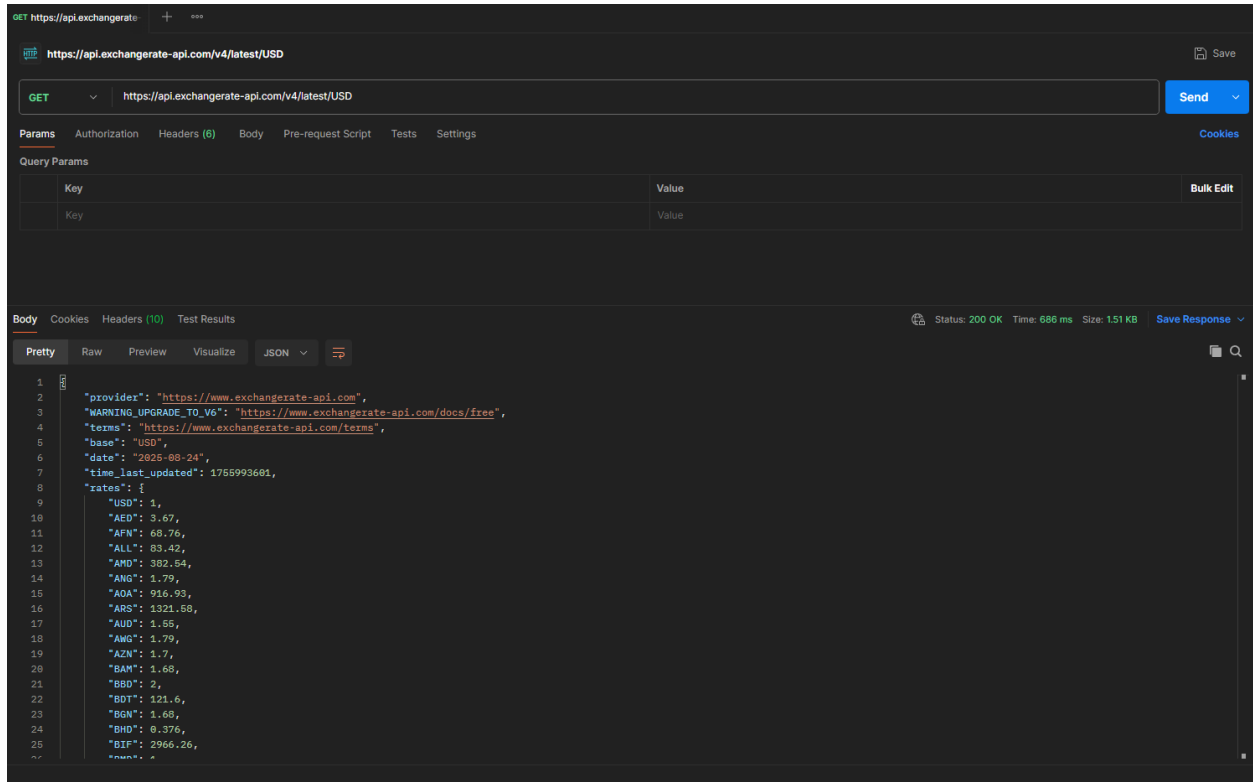 GET https://api.exchangerate-
https://api.exchangerate-api.com/v4/latest/USD Save
GET https://api.exchangerate-api.com/v4/latest/USD Send
Params Authorization Headers (6) Body Pre-request Script Tests Settings Cookies
Query Params
Key Value Bulk Edit
Key Value
Body Cookies Headers (10) Test Results Status: 200 OK Time: 686 ms Size: 1.51 KB Save Response
Pretty Raw Preview Visualize JSON
1 {
2 "provider": "https://www.exchangerate-api.com",
3 "WARNING_UPGRADE_TO_V6": "https://www.exchangerate-api.com/docs/free",
4 "terms": "https://www.exchangerate-api.com/terms",
5 "base": "USD",
6 "date": "2025-08-24",
7 "time_last_updated": 1755993601,
8 "rates": {
9 "USD": 1,
10 "AED": 3.67,
11 "AFN": 68.76,
12 "ALL": 83.42,
13 "AMD": 382.54,
14 "ANG": 1.79,
15 "AOA": 916.93,
16 "ARS": 1321.58,
17 "AUD": 1.55,
18 "AWG": 1.79,
19 "AZN": 1.7,
20 "BAM": 1.68,
21 "BBD": 2,
22 "BDT": 121.6,
23 "BGN": 1.68,
24 "BHD": 0.376,
25 "BIF": 2966.26,